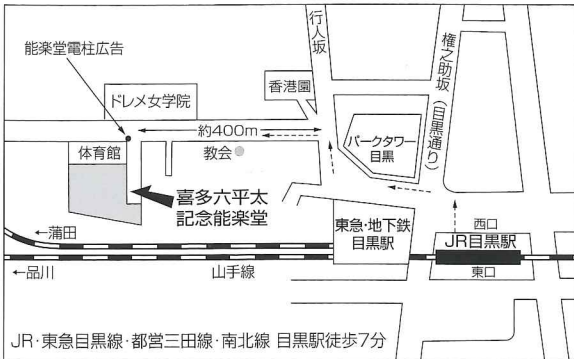 行人坂
権之助坂(目黒通り)
能楽堂電柱広告
ドレメ女学院
香港園
約400m
体育館
教会
パークタワー
目黒
喜多六平太
記念能楽堂
東急・地下鉄
目黒駅
西口
JR目黒駅
東口
←蒲田
←品川
山手線
JR・東急目黒線・都営三田線・南北線 目黒駅徒歩7分